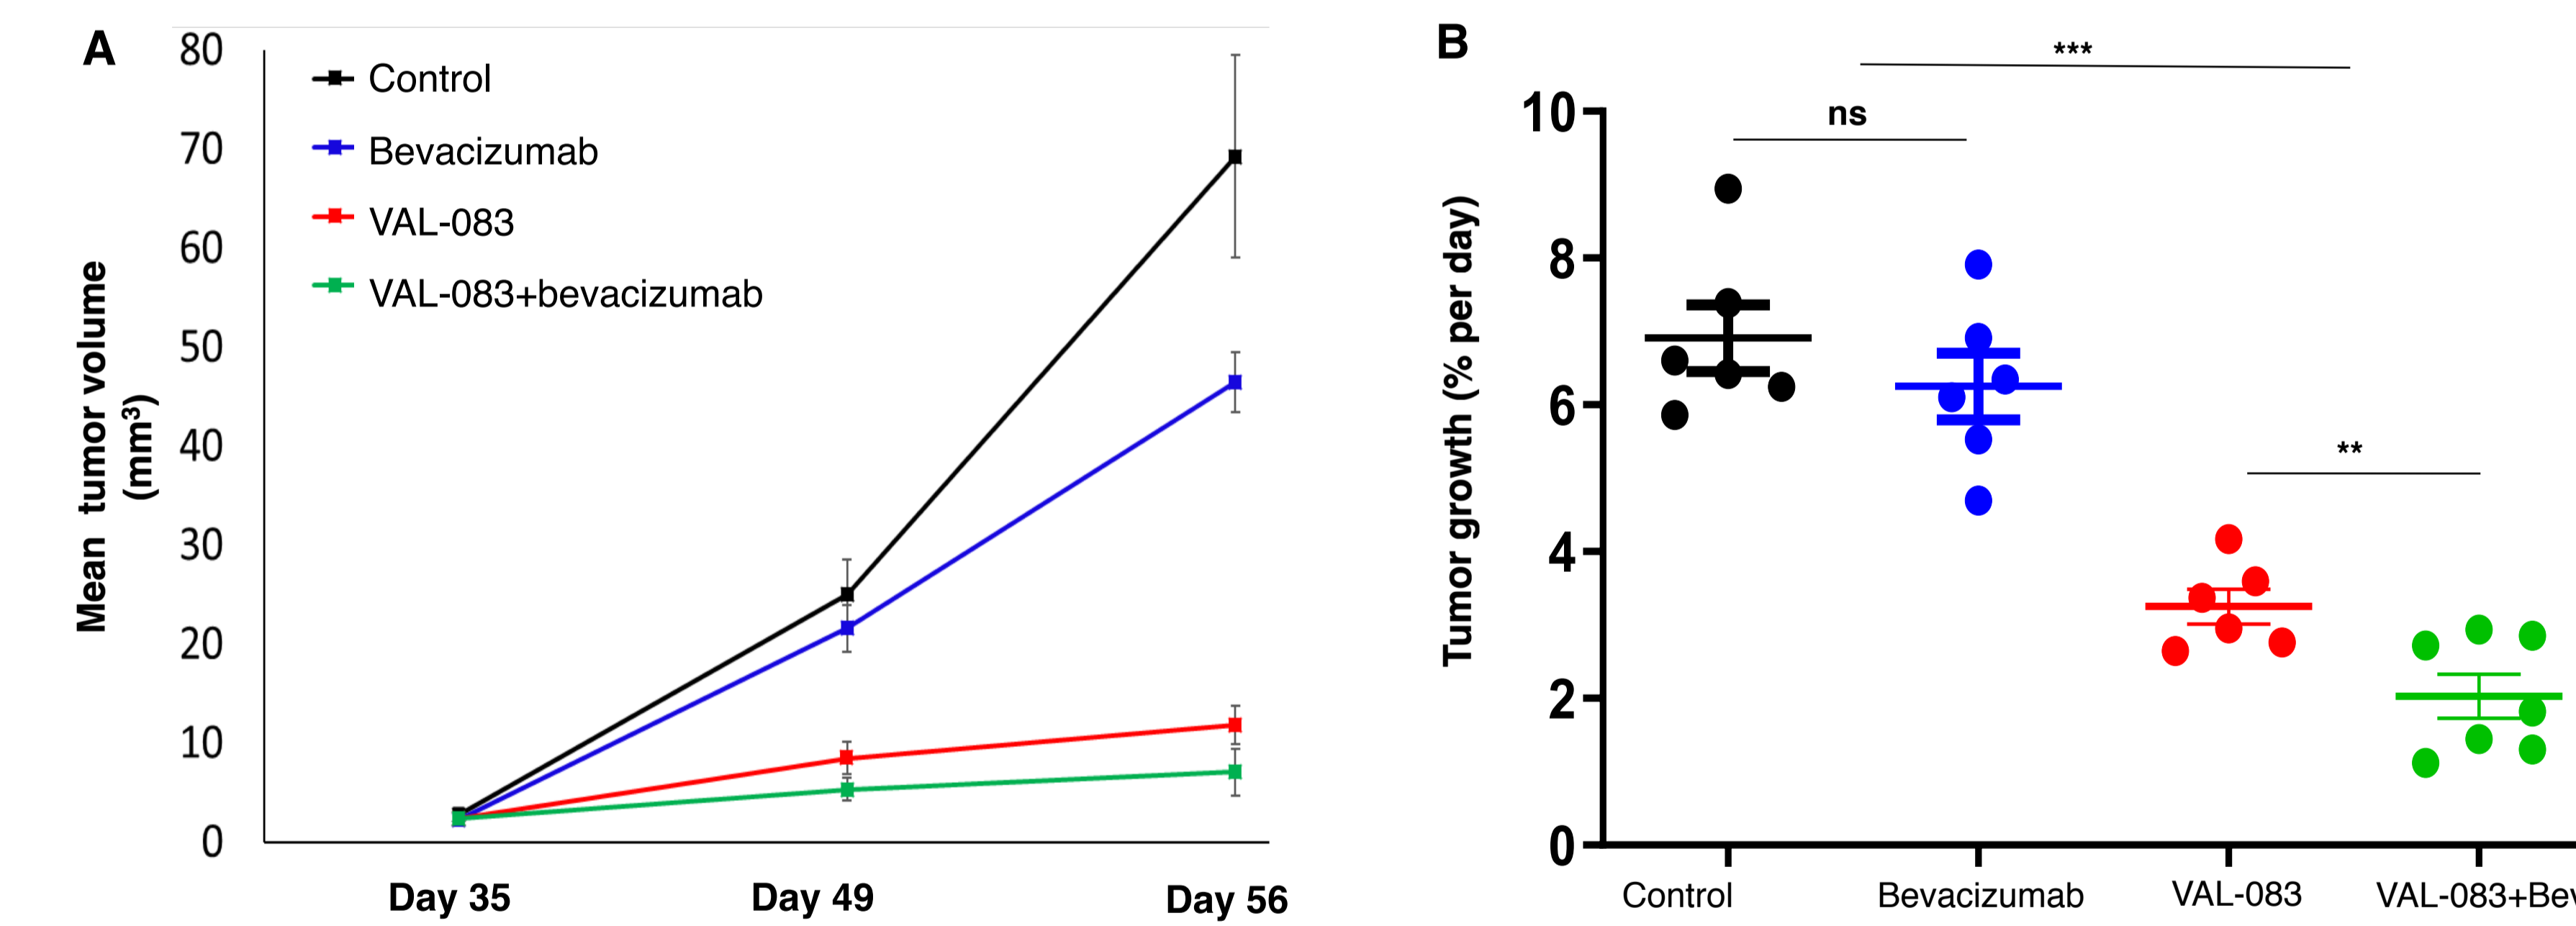 A
80
70
60
50
40
30
20
10
0
Mean tumor volume
(mm³)
Control
Bevacizumab
VAL-083
VAL-083+bevacizumab
Day 35
Day 49
Day 56
B
***
ns
**
10
8
6
4
2
0
Tumor growth (% per day)
Control
Bevacizumab
VAL-083
VAL-083+Bev